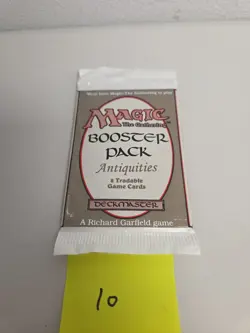 MAGIC
The Gathering
BOOSTER
PACK
Antiquities
8 Tradable
Game Cards
DECKMASTER
A Richard Garfield game
10